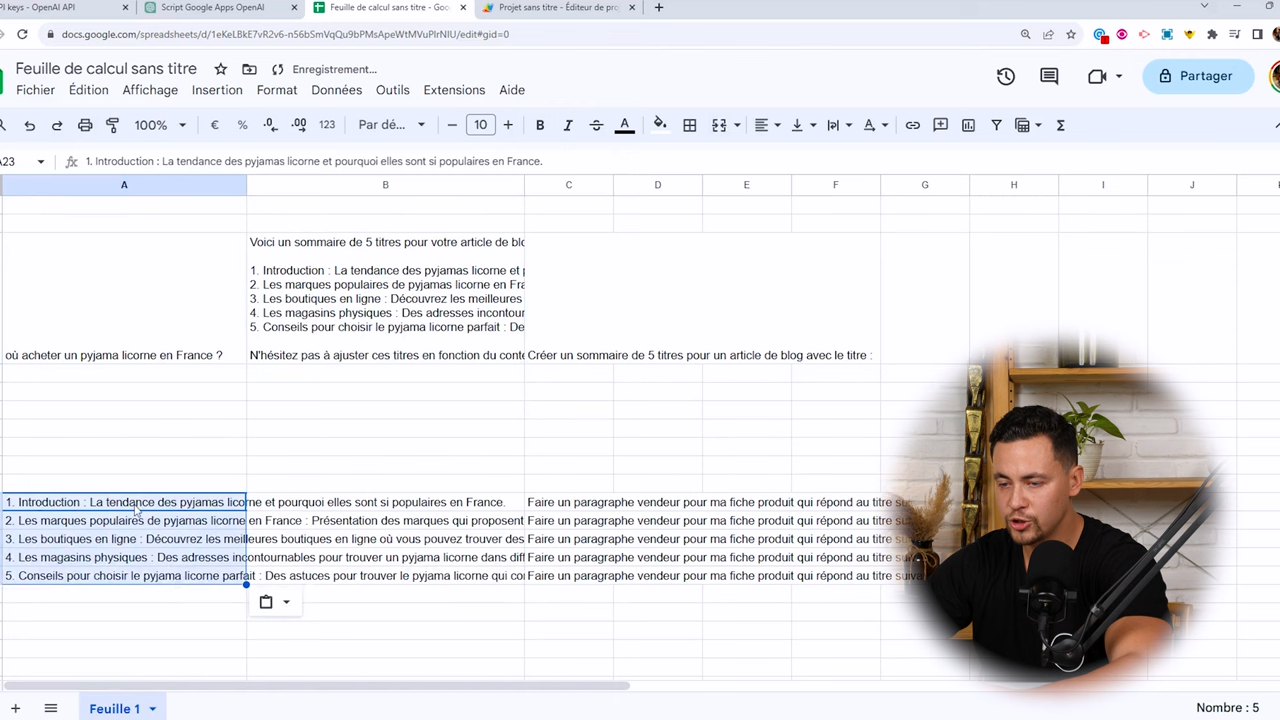 PI keys - OpenAI API
Script Google Apps OpenAI
Feuille de calcul sans titre - Goo
Projet sans titre - Éditeur de pro
docs.google.com/spreadsheets/d/1eKeLBkE7vR2v6-n56bSmVqQu9bPMsApeWtMVuPIrNIU/edit#gid=0
Feuille de calcul sans titre
Enregistrement…
Partager
Fichier Édition Affichage Insertion Format Données Outils Extensions Aide
100% € % .0 .00 123 Par dé... 10 B I A
A23
1. Introduction : La tendance des pyjamas licorne et pourquoi elles sont si populaires en France.
A B C D E F G H I J
Voici un sommaire de 5 titres pour votre article de blo
1. Introduction : La tendance des pyjamas licorne et p
2. Les marques populaires de pyjamas licorne en Fra
3. Les boutiques en ligne : Découvrez les meilleures
4. Les magasins physiques : Des adresses incontour
5. Conseils pour choisir le pyjama licorne parfait : De
où acheter un pyjama licorne en France ? N'hésitez pas à ajuster ces titres en fonction du conte Créer un sommaire de 5 titres pour un article de blog avec le titre :
1. Introduction : La tendance des pyjamas licorne et pourquoi elles sont si populaires en France. Faire un paragraphe vendeur pour ma fiche produit qui répond au titre su
2. Les marques populaires de pyjamas licorne en France : Présentation des marques qui proposent Faire un paragraphe vendeur pour ma fiche produit qui répond au titre s
3. Les boutiques en ligne : Découvrez les meilleures boutiques en ligne où vous pouvez trouver des Faire un paragraphe vendeur pour ma fiche produit qui répond au titre s
4. Les magasins physiques : Des adresses incontournables pour trouver un pyjama licorne dans diff Faire un paragraphe vendeur pour ma fiche produit qui répond au titre su
5. Conseils pour choisir le pyjama licorne parfait : Des astuces pour trouver le pyjama licorne qui co Faire un paragraphe vendeur pour ma fiche produit qui répond au titre suiva
Feuille 1
Nombre : 5